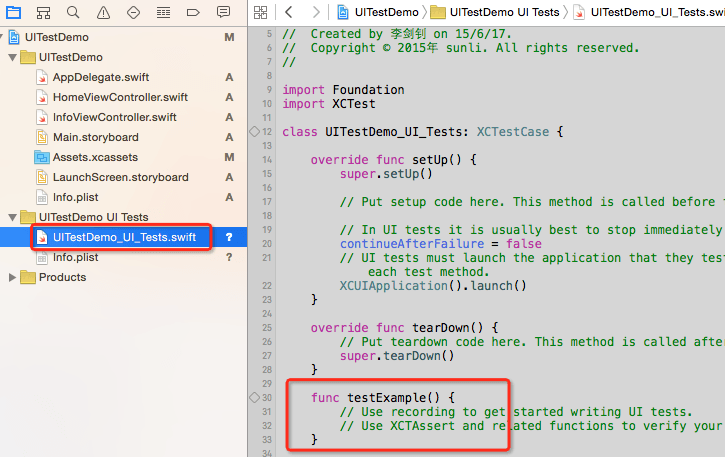 UITestDemo M
UITestDemo
AppDelegate.swift A
HomeViewController.swift A
InfoViewController.swift A
Main.storyboard A
Assets.xcassets M
LaunchScreen.storyboard A
Info.plist A
UITestDemo UI Tests
UITestDemo_UI_Tests.swift ?
Info.plist ?
Products
UITestDemo UITestDemo UI Tests UITestDemo_UI_Tests.swift
5 // Created by 李剑钊 on 15/6/17.
6 // Copyright © 2015年 sunli. All rights reserved.
7 //
8
9 import Foundation
10 import XCTest
11
12 class UITestDemo_UI_Tests: XCTestCase {
13
14 override func setUp() {
15 super.setUp()
16
17 // Put setup code here. This method is called before t
18
19 // In UI tests it is usually best to stop immediately
20 continueAfterFailure = false
21 // UI tests must launch the application that they test
each test method.
22 XCUIApplication().launch()
23 }
24
25 override func tearDown() {
26 // Put teardown code here. This method is called after
27 super.tearDown()
28 }
29
30 func testExample() {
31 // Use recording to get started writing UI tests.
32 // Use XCTAssert and related functions to verify your
33 }
34